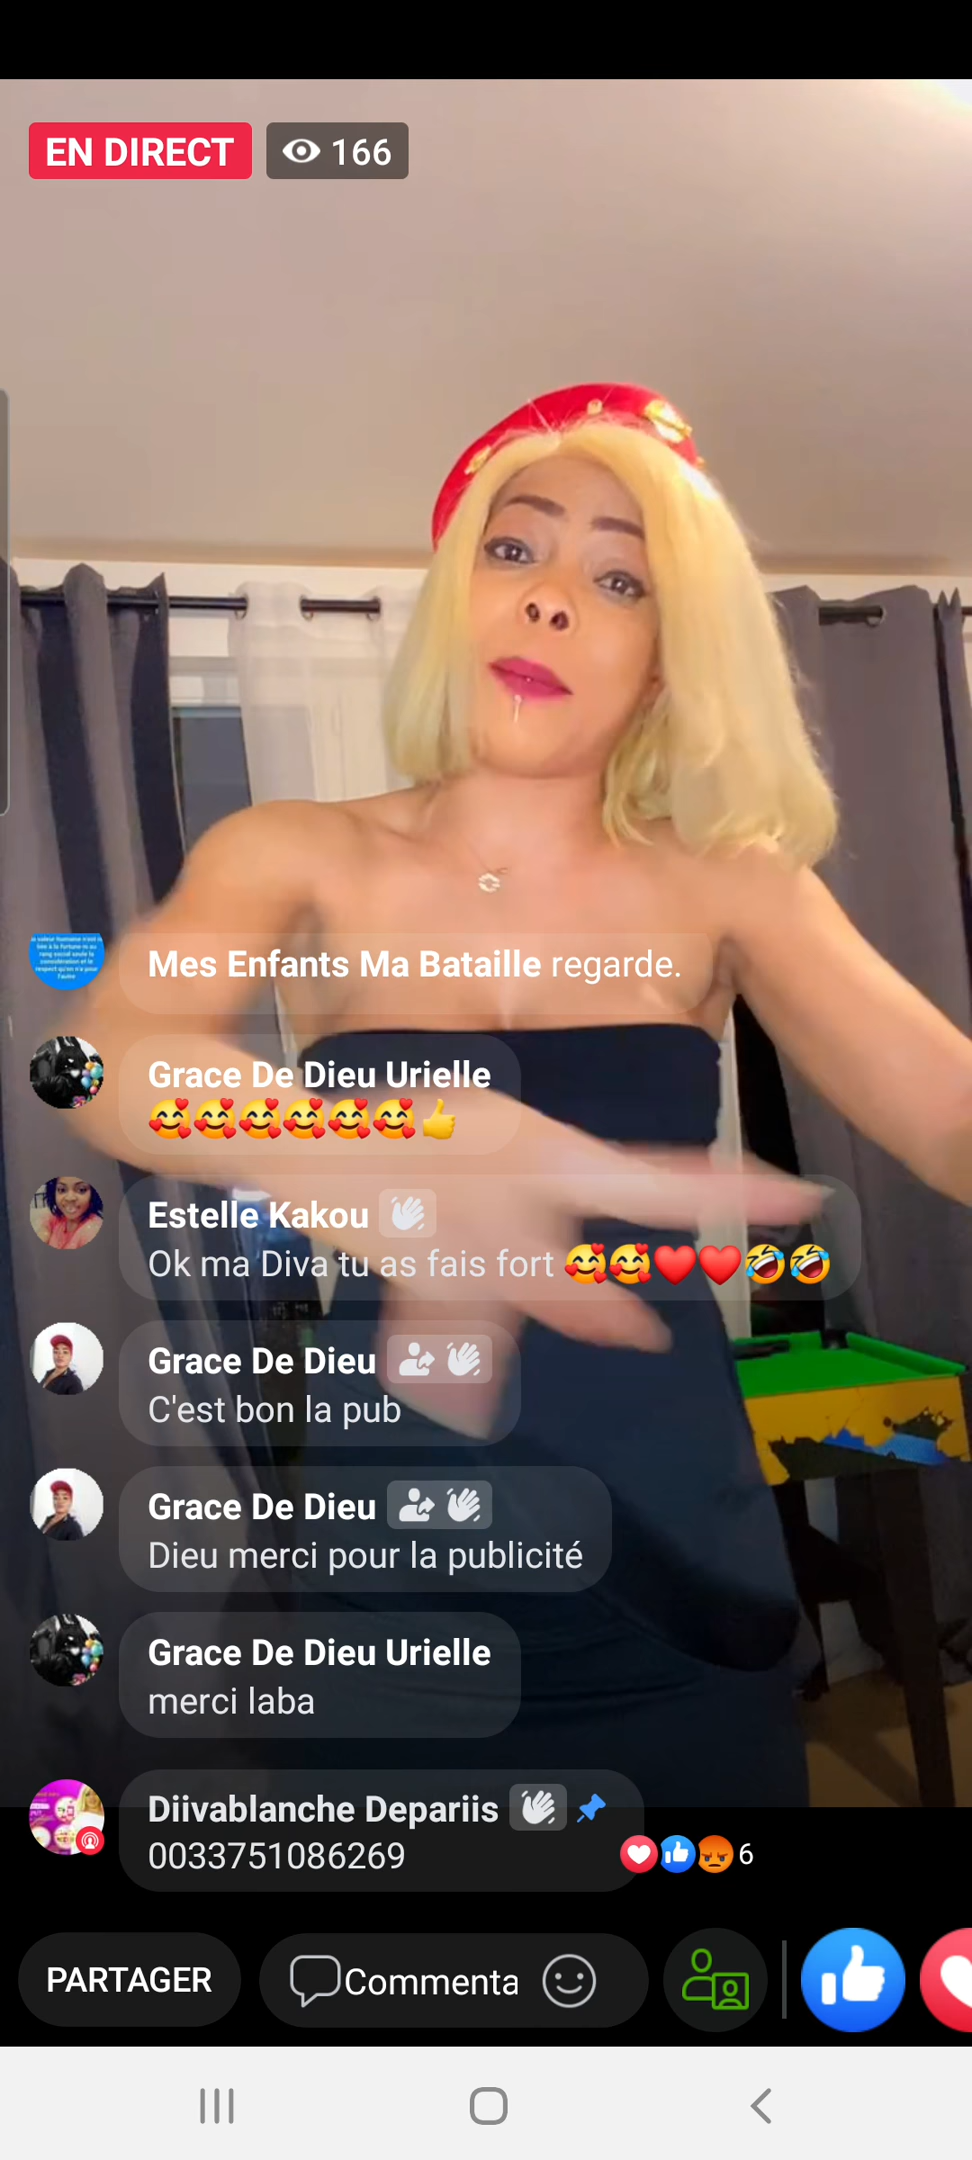 EN DIRECT 166
Mes Enfants Ma Bataille regarde.
Grace De Dieu Urielle
🥰🥰🥰🥰🥰🥰👍
Estelle Kakou
Ok ma Diva tu as fais fort 🥰🥰❤️❤️🤣🤣
Grace De Dieu
C'est bon la pub
Grace De Dieu
Dieu merci pour la publicité
Grace De Dieu Urielle
merci laba
Diivablanche Depariis
0033751086269
6
PARTAGER Commenta